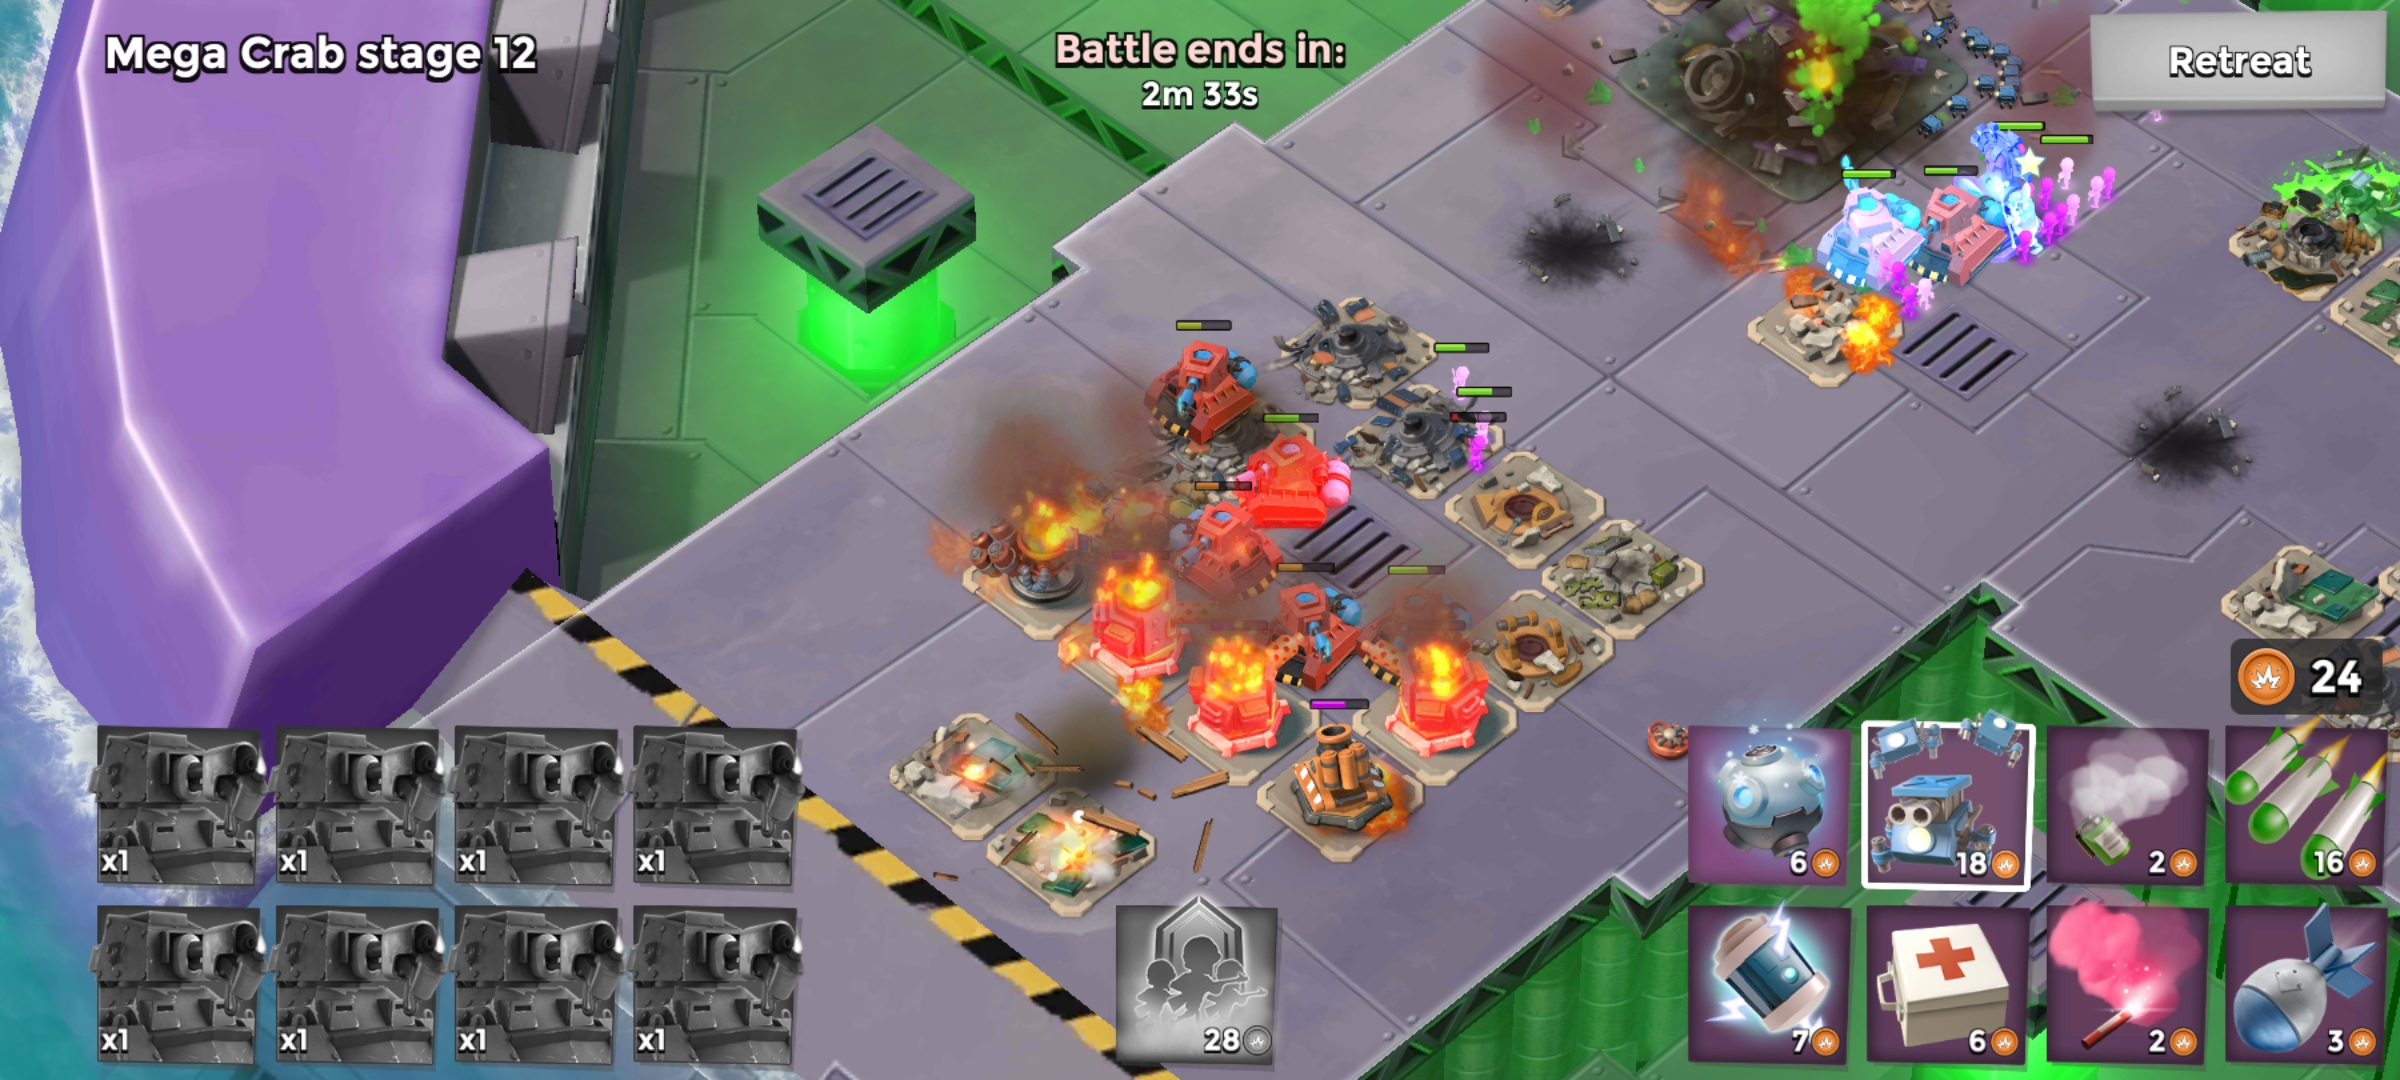 Mega Crab stage 12
Battle ends in:
2m 33s
Retreat
24
x1
x1
x1
x1
6
18
2
16
x1
x1
x1
x1
28
7
6
2
3